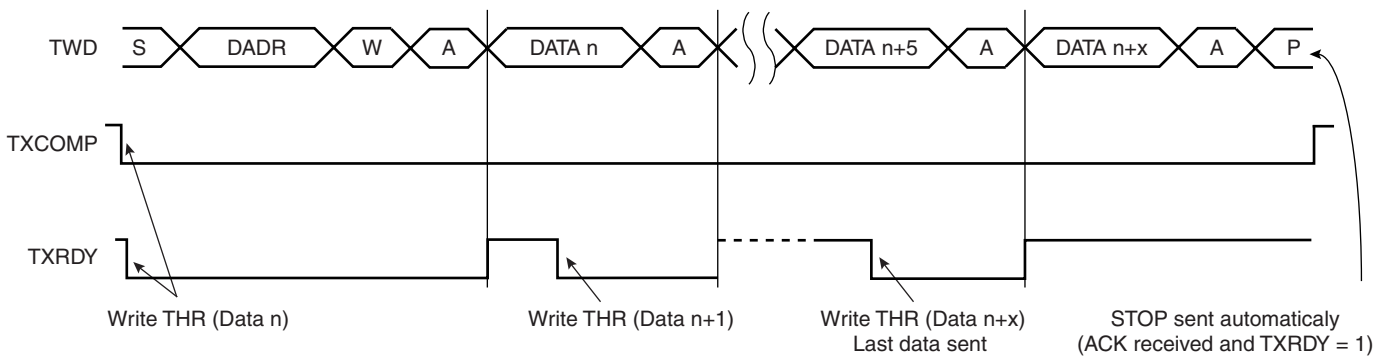 TWD S DADR W A DATA n A DATA n+5 A DATA n+x A P
TXCOMP
TXRDY
Write THR (Data n)
Write THR (Data n+1)
Write THR (Data n+x)
Last data sent
STOP sent automaticaly
(ACK received and TXRDY = 1)